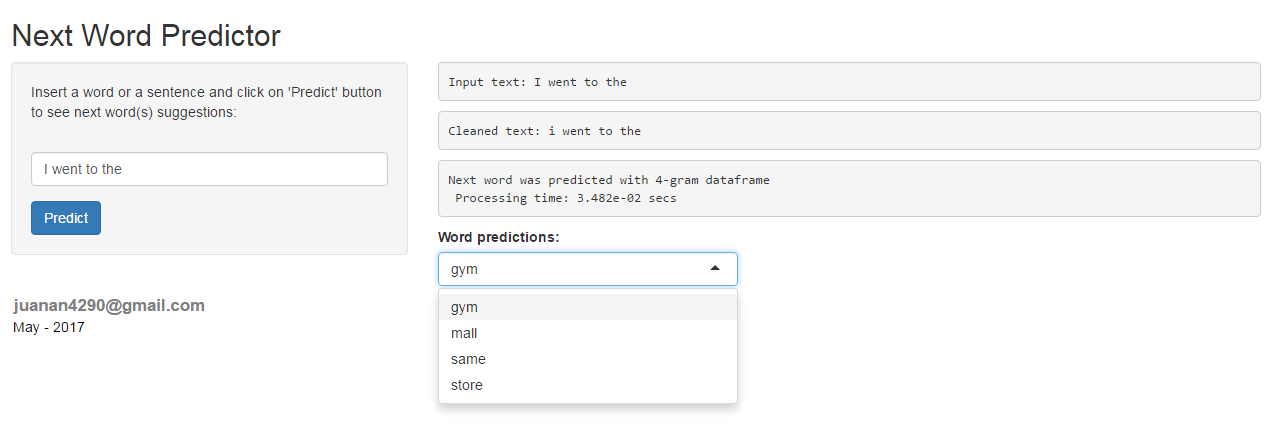 Next Word Predictor
Insert a word or a sentence and click on 'Predict' button
to see next word(s) suggestions:
I went to the
Predict
juanan4290@gmail.com
May - 2017
Input text: I went to the
Cleaned text: i went to the
Next word was predicted with 4-gram dataframe
Processing time: 3.482e-02 secs
Word predictions:
gym
gym
mall
same
store